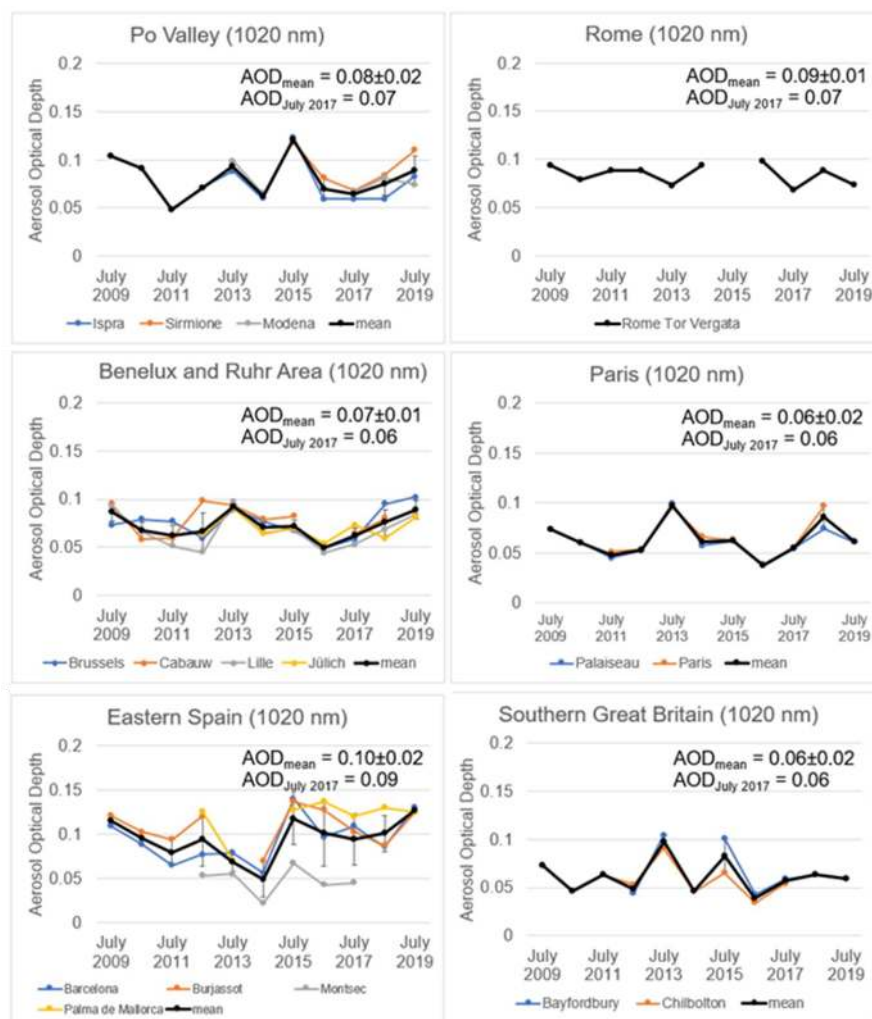 Po Valley (1020 nm)
AODmean = 0.08±0.02
AODJuly 2017 = 0.07
Aerosol Optical Depth
0.2
0.15
0.1
0.05
0
July 2009
July 2011
July 2013
July 2015
July 2017
July 2019
Ispra Sirmione Modena mean
Rome (1020 nm)
AODmean = 0.09±0.01
AODJuly 2017 = 0.07
Aerosol Optical Depth
0.2
0.15
0.1
0.05
0
July 2009
July 2011
July 2013
July 2015
July 2017
July 2019
Rome Tor Vergata
Benelux and Ruhr Area (1020 nm)
AODmean = 0.07±0.01
AODJuly 2017 = 0.06
Aerosol Optical Depth
0.2
0.15
0.1
0.05
0
July 2009
July 2011
July 2013
July 2015
July 2017
July 2019
Brussels Cabauw Lille Jülich mean
Paris (1020 nm)
AODmean = 0.06±0.02
AODJuly 2017 = 0.06
Aerosol Optical Depth
0.2
0.15
0.1
0.05
0
July 2009
July 2011
July 2013
July 2015
July 2017
July 2019
Palaiseau Paris mean
Eastern Spain (1020 nm)
AODmean = 0.10±0.02
AODJuly 2017 = 0.09
Aerosol Optical Depth
0.2
0.15
0.1
0.05
0
July 2009
July 2011
July 2013
July 2015
July 2017
July 2019
Barcelona Burjassot Montsec
Palma de Mallorca mean
Southern Great Britain (1020 nm)
AODmean = 0.06±0.02
AODJuly 2017 = 0.06
Aerosol Optical Depth
0.2
0.15
0.1
0.05
0
July 2009
July 2011
July 2013
July 2015
July 2017
July 2019
Bayfordbury Chilbolton mean